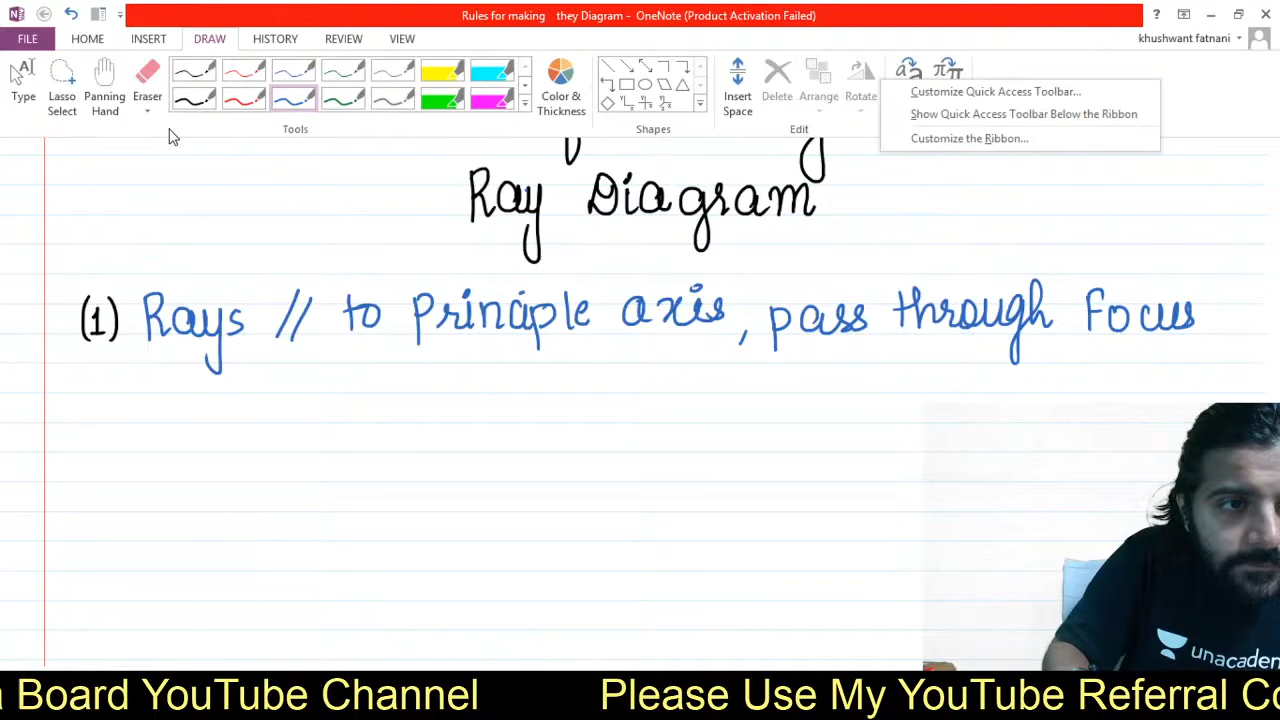 Rules for making they Diagram - OneNote (Product Activation Failed)
?
FILE HOME INSERT DRAW HISTORY REVIEW VIEW
khushwant fatnani
Type Lasso Select Panning Hand Eraser
Color & Thickness
Insert Space Delete Arrange Rotate
Tools Shapes Edit
Customize Quick Access Toolbar...
Show Quick Access Toolbar Below the Ribbon
Customize the Ribbon...
Ray Diagram
(1) Rays // to principle axis, pass through Focus
unacadem
a Board YouTube Channel Please Use My YouTube Referral Co